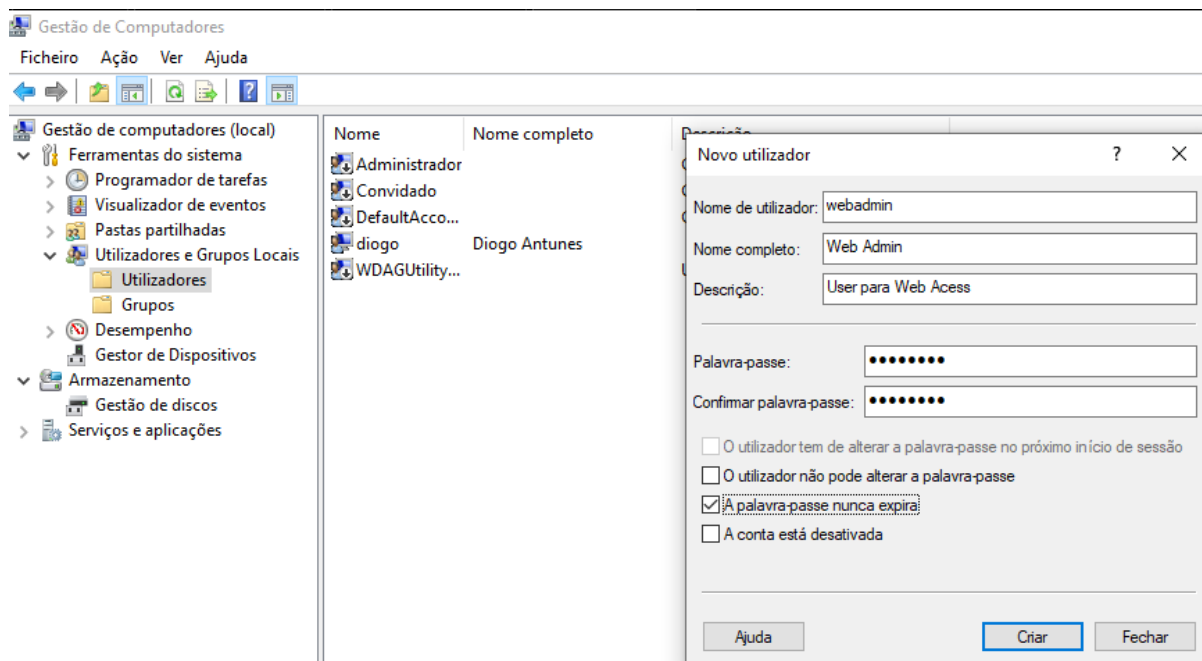 Gestão de Computadores
Ficheiro Ação Ver Ajuda
Gestão de computadores (local)
Ferramentas do sistema
Programador de tarefas
Visualizador de eventos
Pastas partilhadas
Utilizadores e Grupos Locais
Utilizadores
Grupos
Desempenho
Gestor de Dispositivos
Armazenamento
Gestão de discos
Serviços e aplicações
Nome Nome completo Descrição
Administrador
Convidado
DefaultAcco...
diogo Diogo Antunes
WDAGUtility...
Novo utilizador
Nome de utilizador: webadmin
Nome completo: Web Admin
Descrição: User para Web Acess
Palavra-passe: ●●●●●●●●
Confirmar palavra-passe: ●●●●●●●●
O utilizador tem de alterar a palavra-passe no próximo início de sessão
O utilizador não pode alterar a palavra-passe
A palavra-passe nunca expira
A conta está desativada
Ajuda Criar Fechar